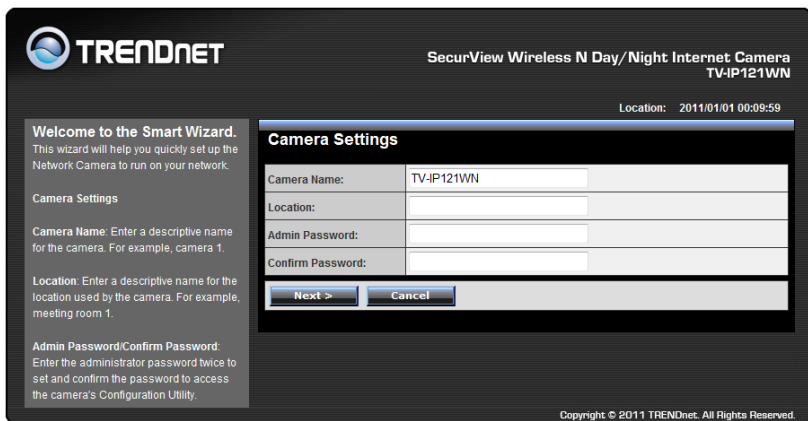 TRENDnet
SecurView Wireless N Day/Night Internet Camera
TV-IP121WN
Location: 2011/01/01 00:09:59
Welcome to the Smart Wizard.
This wizard will help you quickly set up the
Network Camera to run on your network.
Camera Settings
Camera Name: Enter a descriptive name
for the camera. For example, camera 1.
Location: Enter a descriptive name for the
location used by the camera. For example,
meeting room 1.
Admin Password/Confirm Password:
Enter the administrator password twice to
set and confirm the password to access
the camera's Configuration Utility.
Camera Settings
Camera Name: TV-IP121WN
Location:
Admin Password:
Confirm Password:
Next > Cancel
Copyright © 2011 TRENDnet. All Rights Reserved.